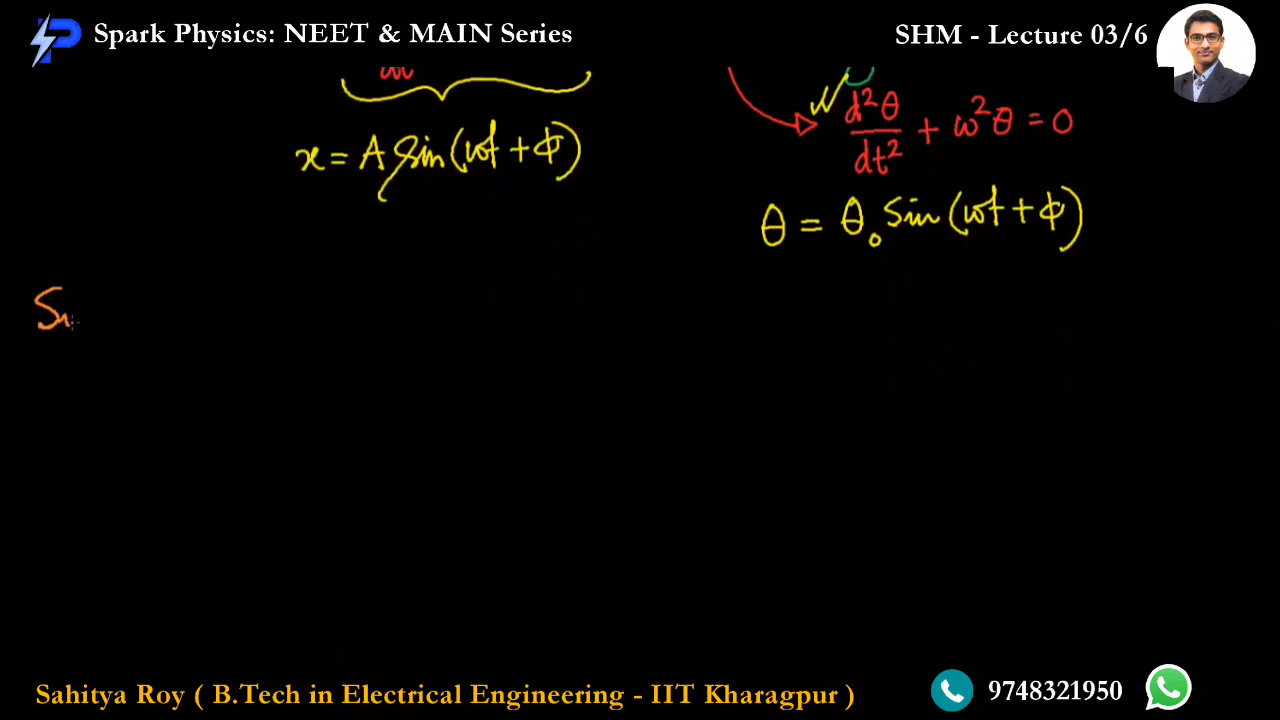 Spark Physics: NEET & MAIN Series
SHM - Lecture 03/6
x = A sin(ωt + φ)
d²θ/dt² + ω²θ = 0
θ = θ₀ sin(ωt + φ)
Sahitya Roy ( B.Tech in Electrical Engineering - IIT Kharagpur )
9748321950